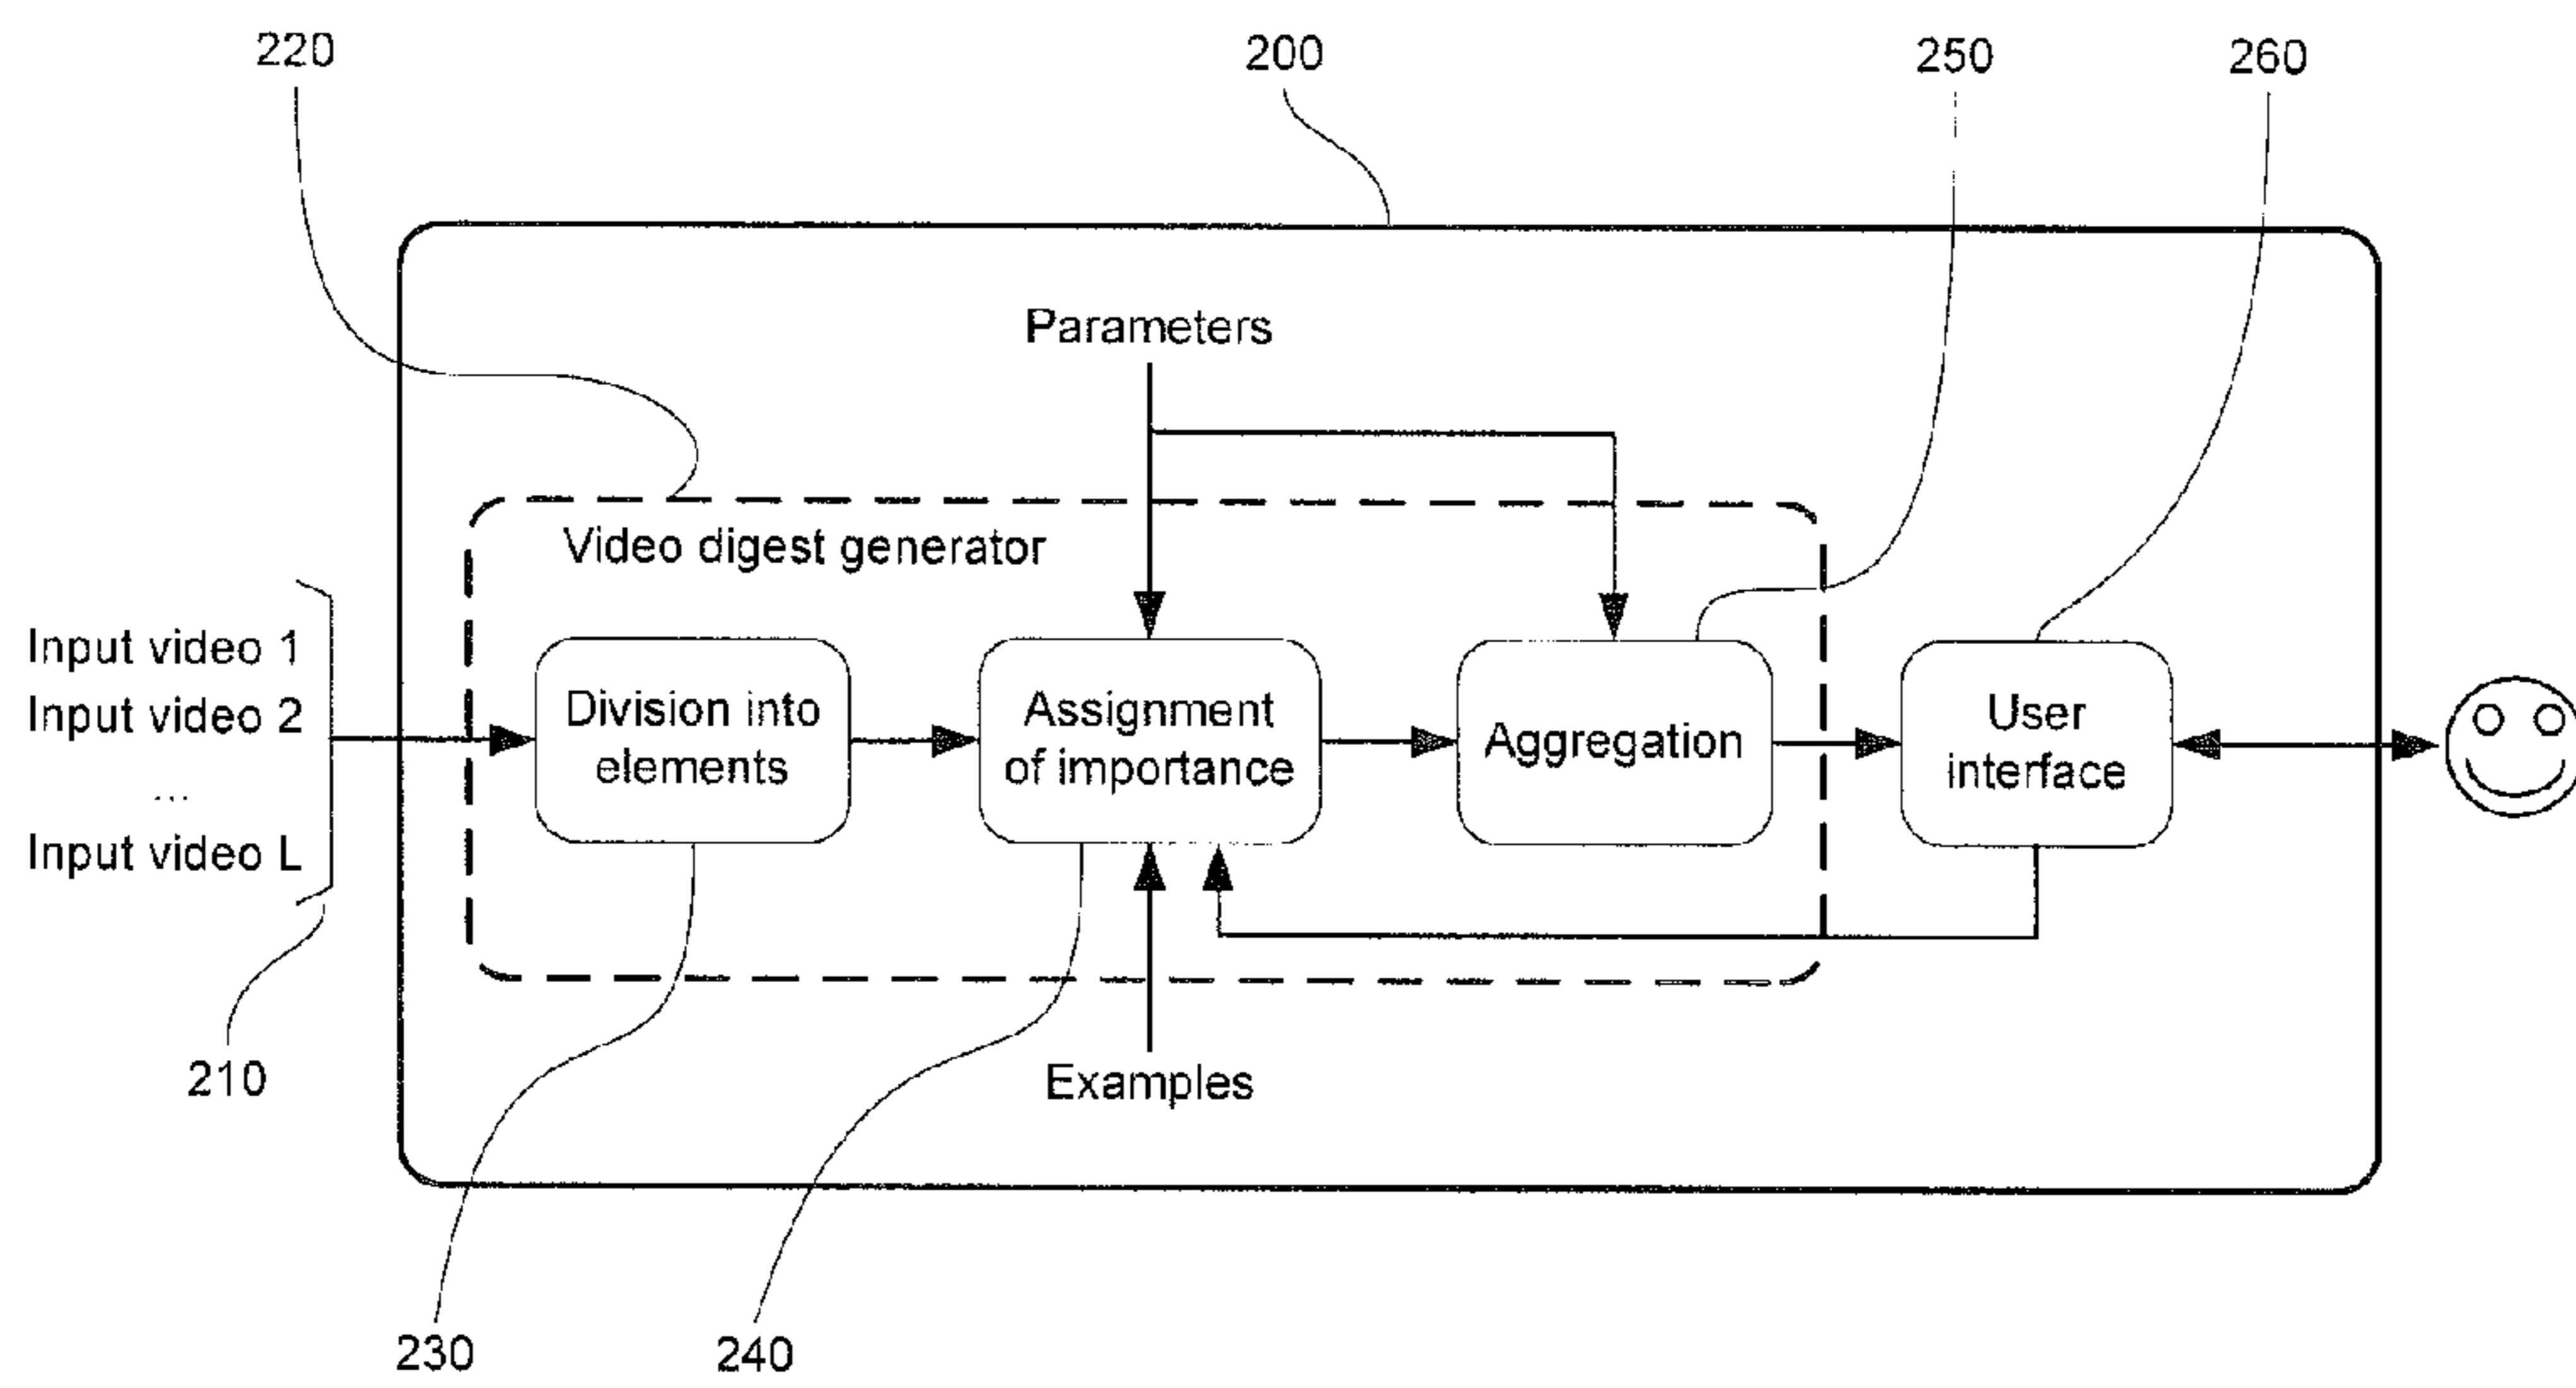 220
200
250
260
Parameters
Video digest generator
Input video 1
Input video 2
...
Input video L
Division into
elements
Assignment
of importance
Aggregation
User
interface
210
Examples
230
240